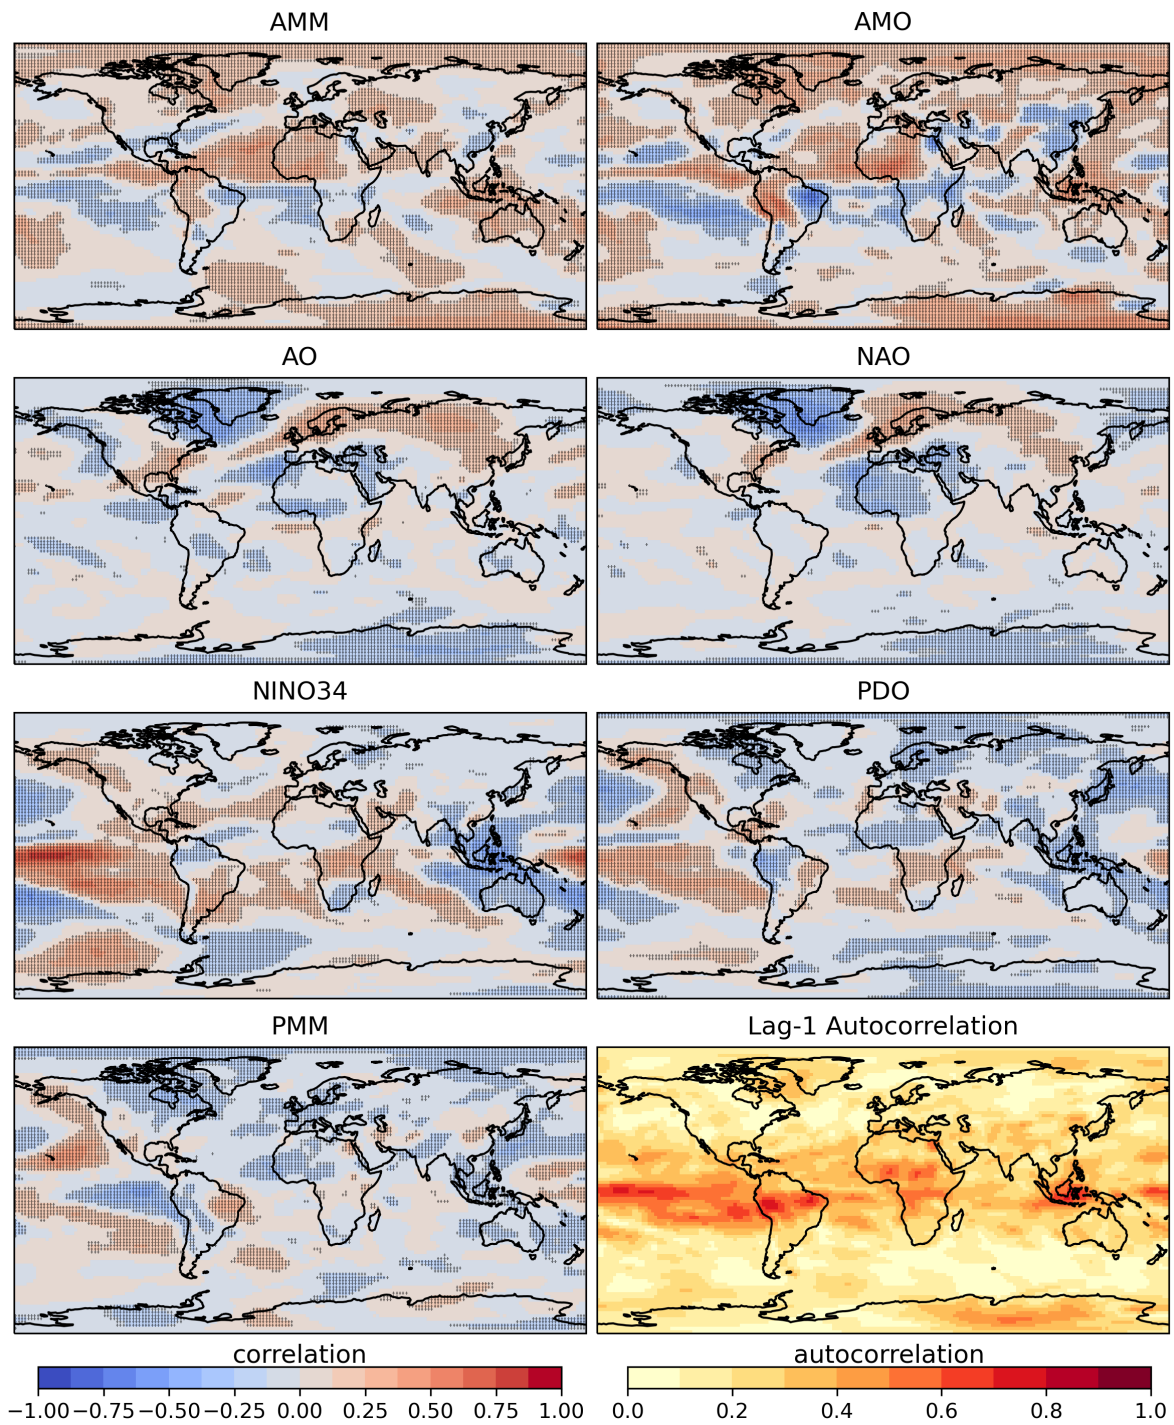 AMM AMO
AO NAO
NINO34 PDO
PMM Lag-1 Autocorrelation
correlation autocorrelation
−1.00 −0.75 −0.50 −0.25 0.00 0.25 0.50 0.75 1.00 0.0 0.2 0.4 0.6 0.8 1.0